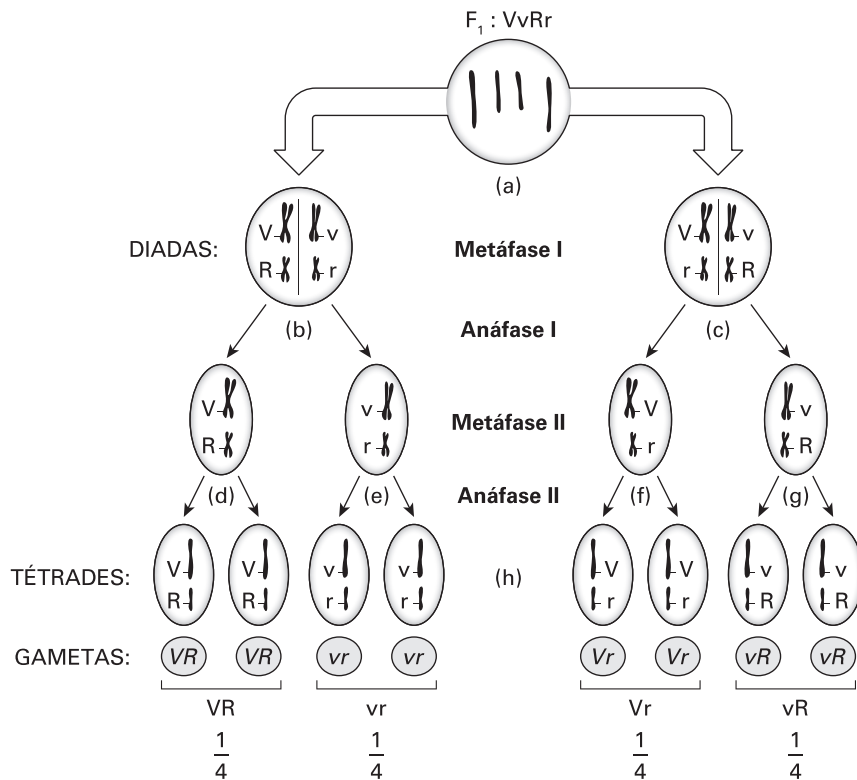 F1 : VvRr
(a)
DIADAS: V v V v
Metáfase I
R r r R
(b) (c)
Anáfase I
V v V v
Metáfase II
R r r R
(d) (e) (f) (g)
Anáfase II
V V v v V V v v
TÉTRADES: (h)
R R r r r r R R
GAMETAS: VR VR vr vr Vr Vr vR vR
VR vr Vr vR
1/4 1/4 1/4 1/4